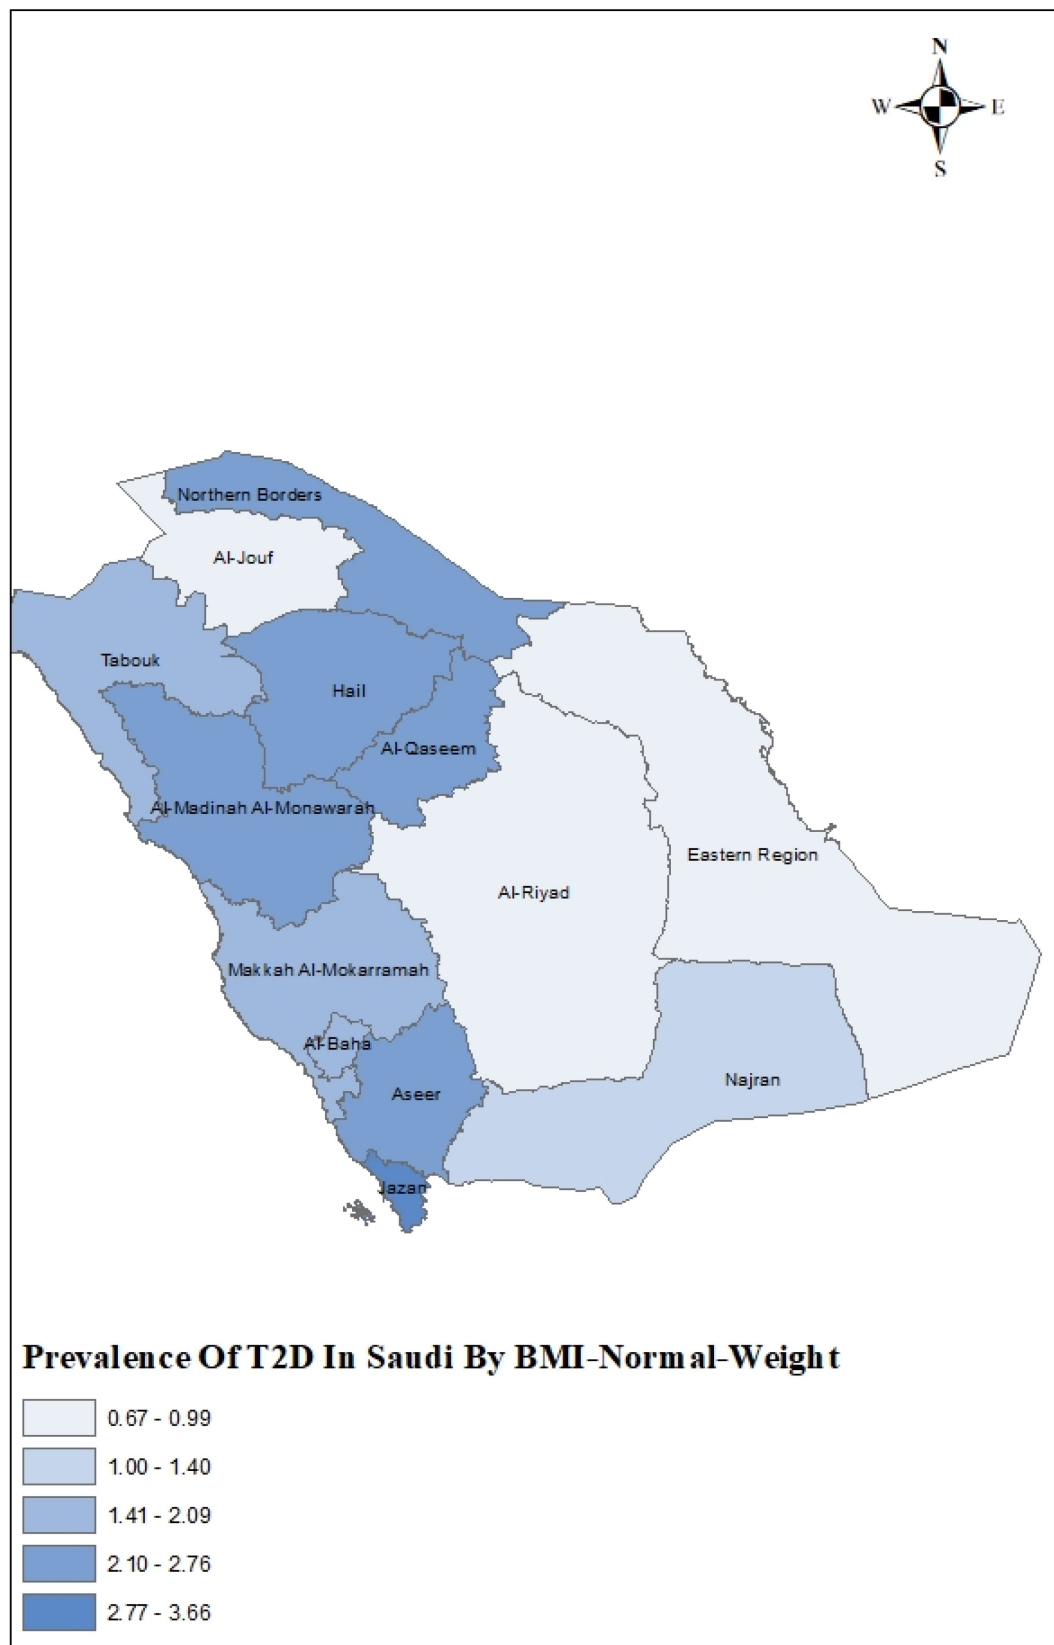 N
W E
S
Northern Borders
Al-Jouf
Tabouk
Hail
Al-Qaseem
Al-Madinah Al-Monawarah
Eastern Region
Al-Riyad
Makkah Al-Mokarramah
Al-Baha
Najran
Aseer
Jazan
Prevalence Of T2D In Saudi By BMI-Normal-Weight
0.67 - 0.99
1.00 - 1.40
1.41 - 2.09
2.10 - 2.76
2.77 - 3.66